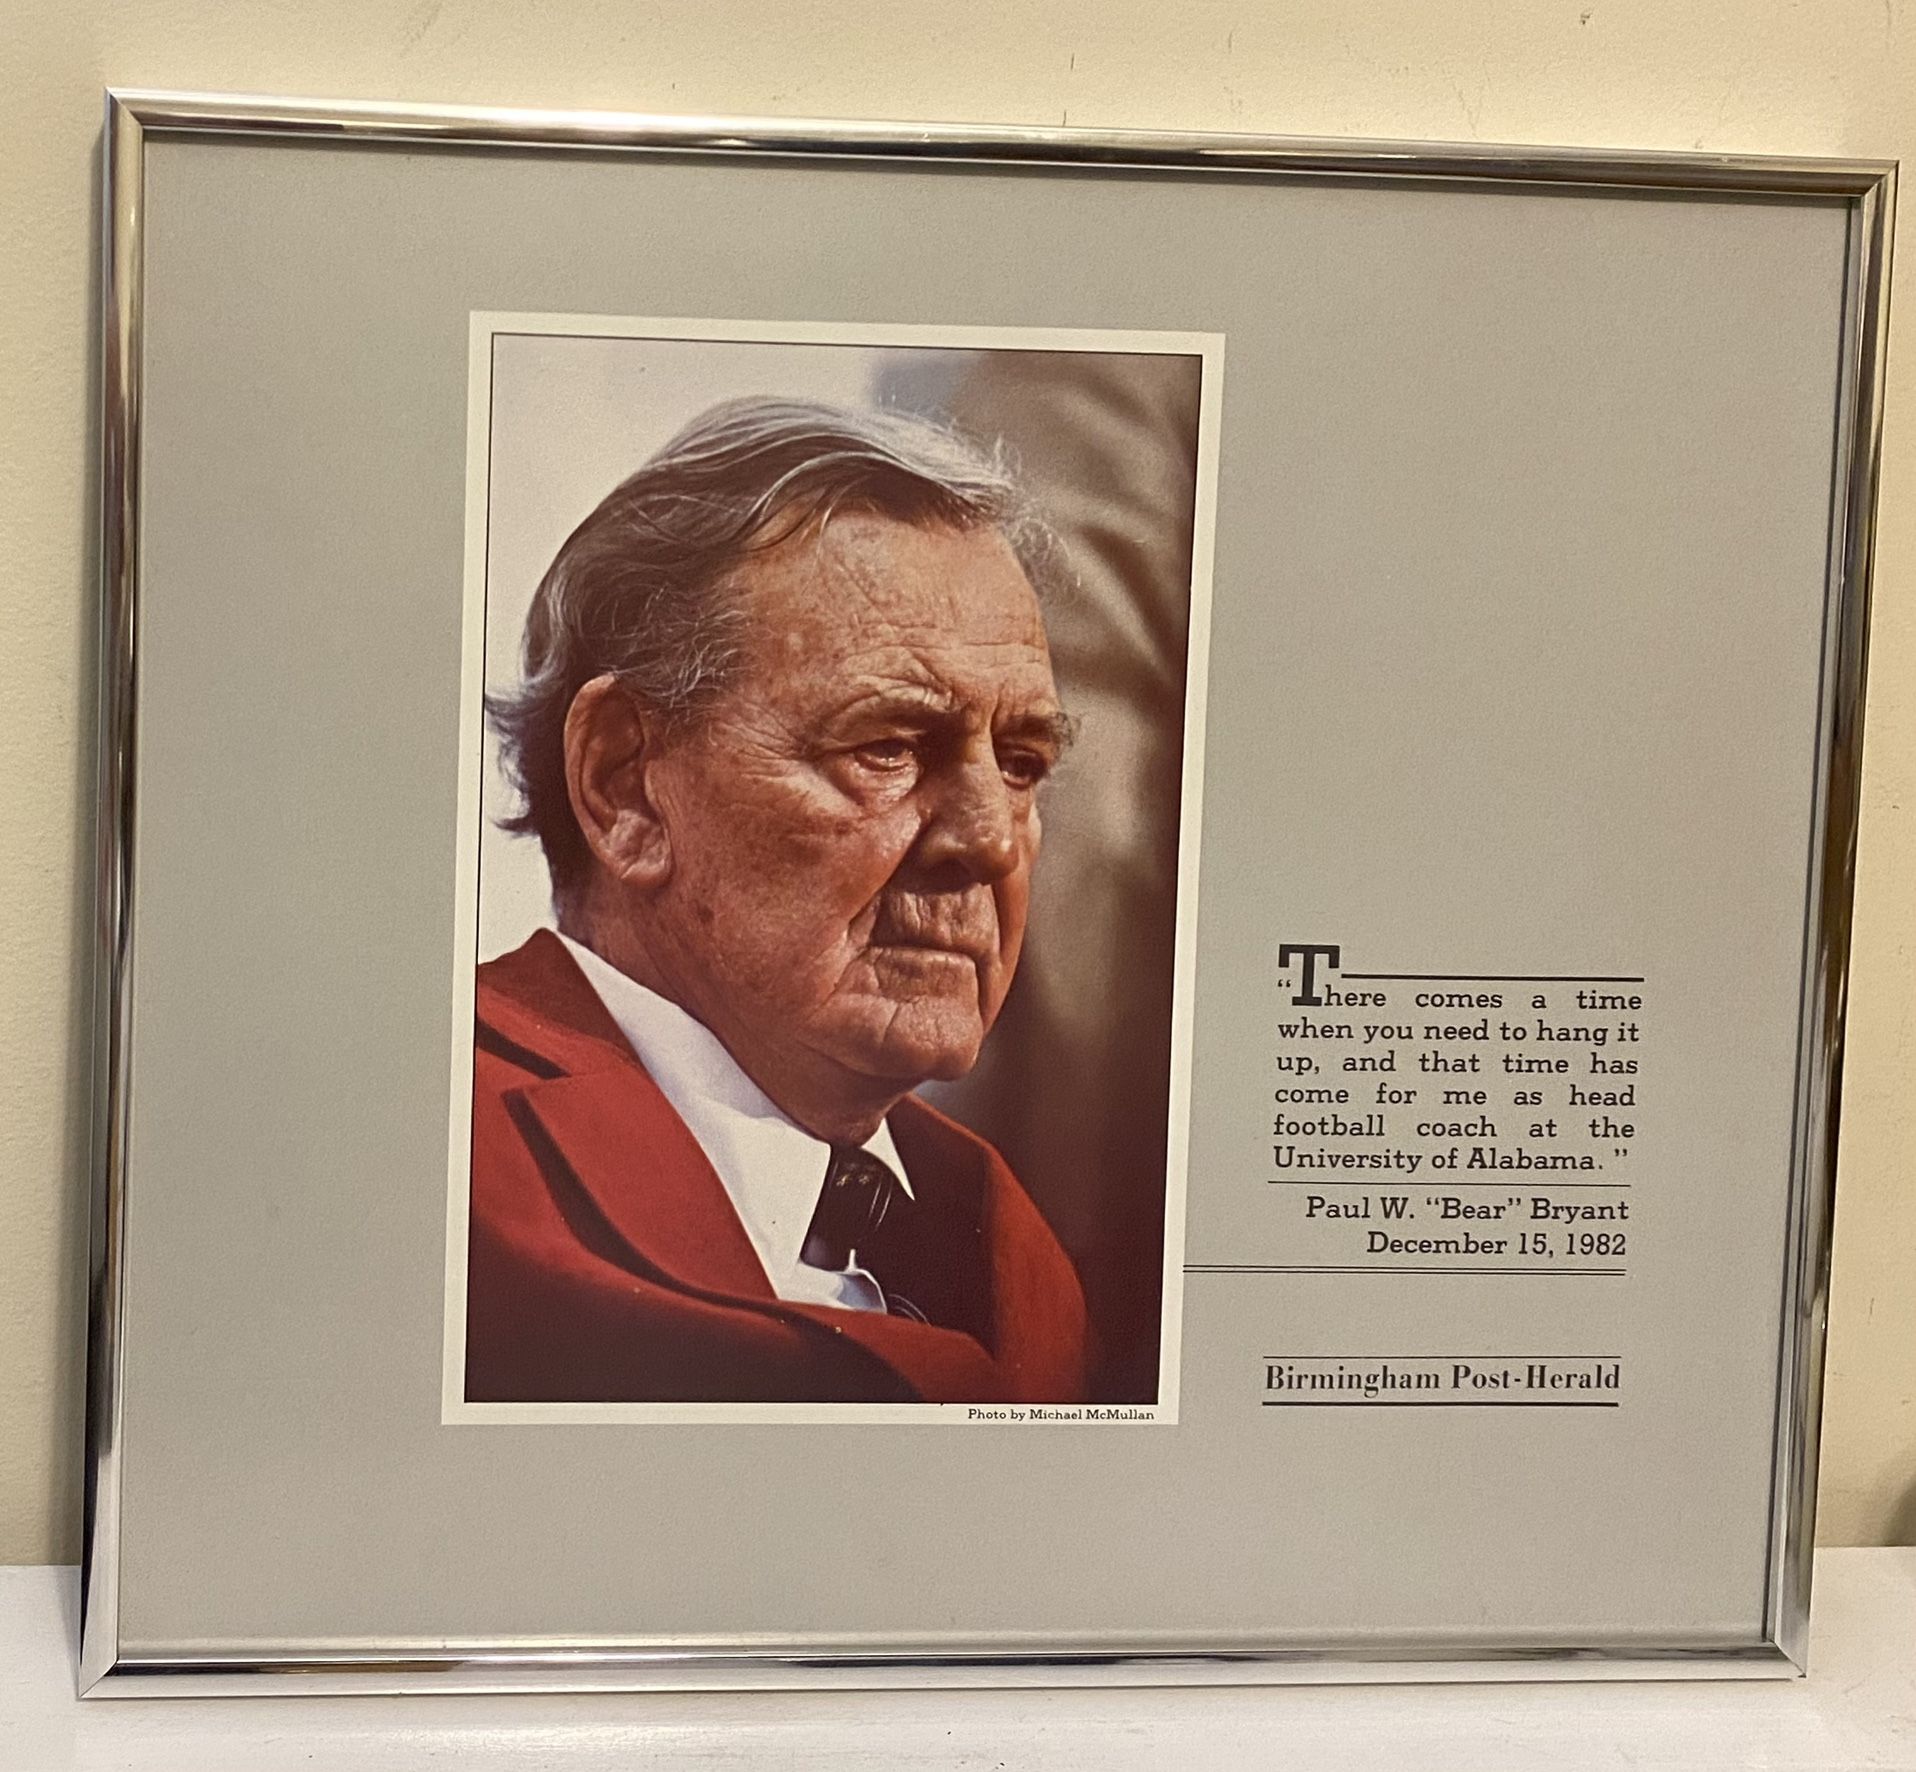 “There comes a time
when you need to hang it
up, and that time has
come for me as head
football coach at the
University of Alabama. ”
Paul W. “Bear” Bryant
December 15, 1982
Birmingham Post-Herald
Photo by Michael McMullan